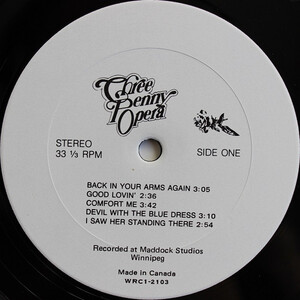 Three
Penny
Opera
STEREO
33 ⅓ RPM
SIDE ONE
BACK IN YOUR ARMS AGAIN 3:05
GOOD LOVIN' 2:36
COMFORT ME 3:42
DEVIL WITH THE BLUE DRESS 3:10
I SAW HER STANDING THERE 2:54
Recorded at Maddock Studios
Winnipeg
Made in Canada
WRC1-2103